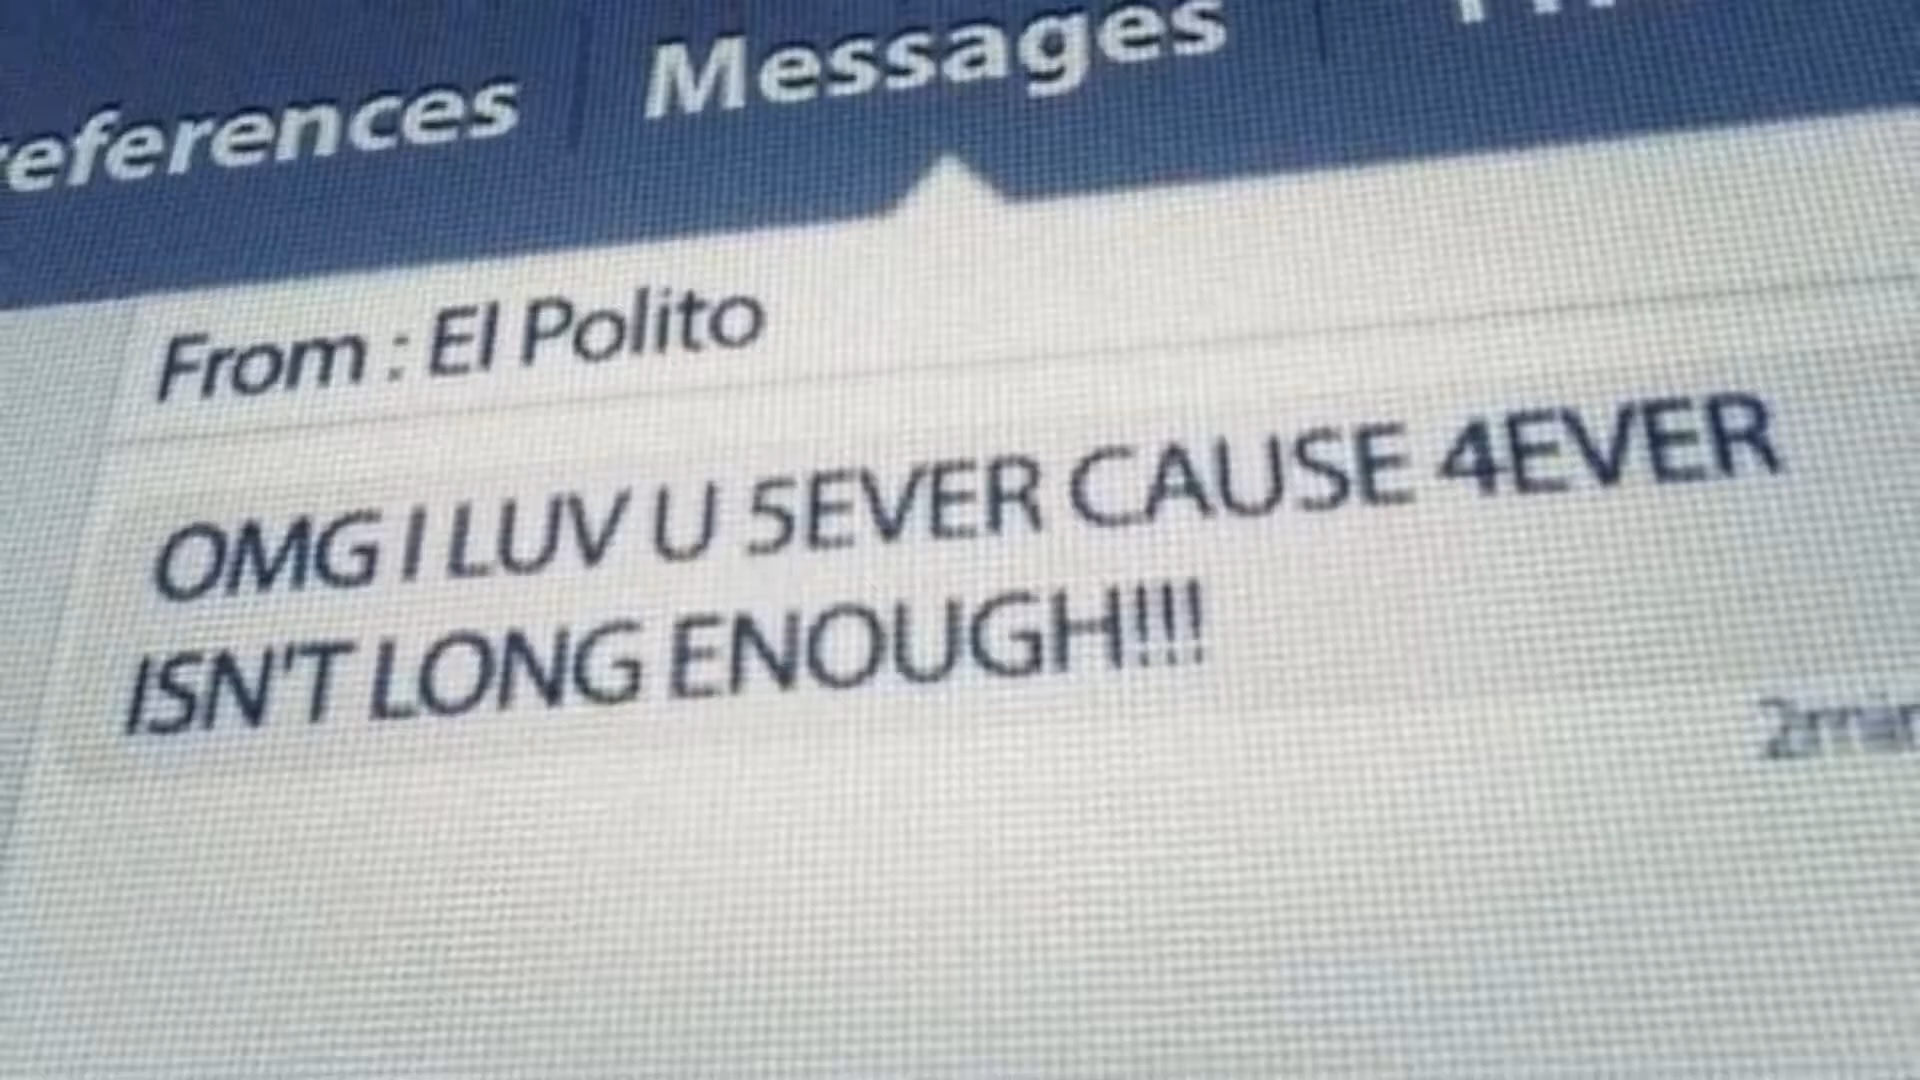 eferences
Messages
From : El Polito
OMG I LUV U 5EVER CAUSE 4EVER
ISN'T LONG ENOUGH!!!